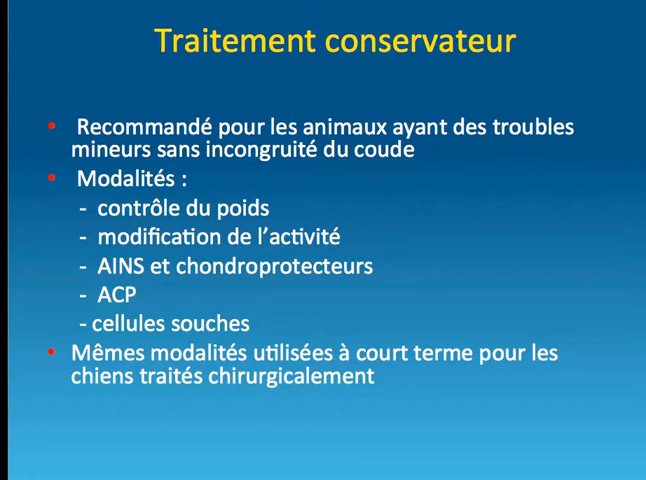 Traitement conservateur
• Recommandé pour les animaux ayant des troubles
mineurs sans incongruité du coude
• Modalités :
- contrôle du poids
- modification de l'activité
- AINS et chondroprotecteurs
- ACP
- cellules souches
• Mêmes modalités utilisées à court terme pour les
chiens traités chirurgicalement